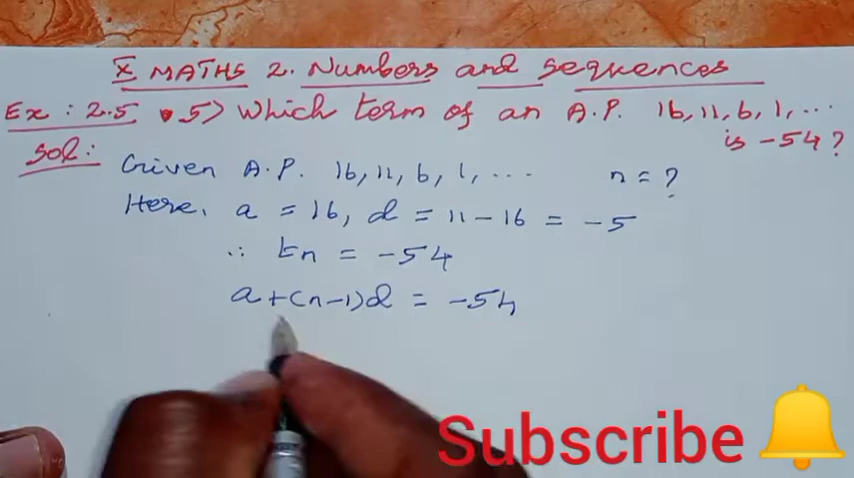 X MATHS 2. Numbers and sequences
Ex: 2.5 5) Which term of an A.P. 16, 11, 6, 1, ...
is -54?
Sol:
Given A.P. 16, 11, 6, 1, ... n = ?
Here, a = 16, d = 11 - 16 = -5
∴ tn = -54
a+(n-1)d = -54
Subscribe